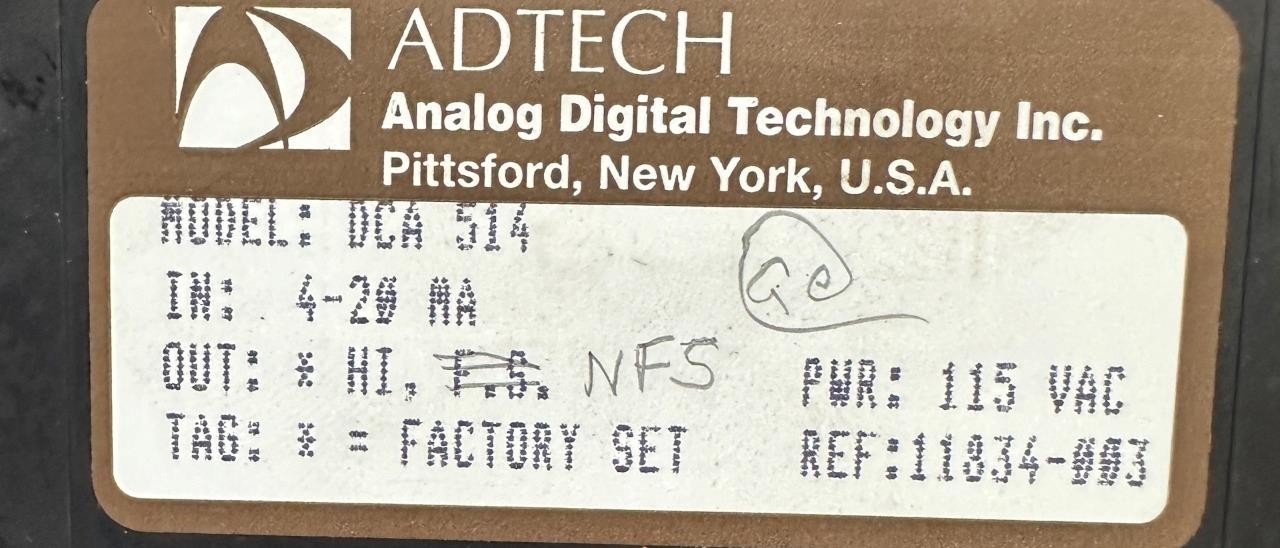 ADTECH
Analog Digital Technology Inc.
Pittsford, New York, U.S.A.
MODEL: DCA 514
IN: 4-20 MA
OUT: * HI, NFS PWR: 115 VAC
TAG: * = FACTORY SET REF:11834-003